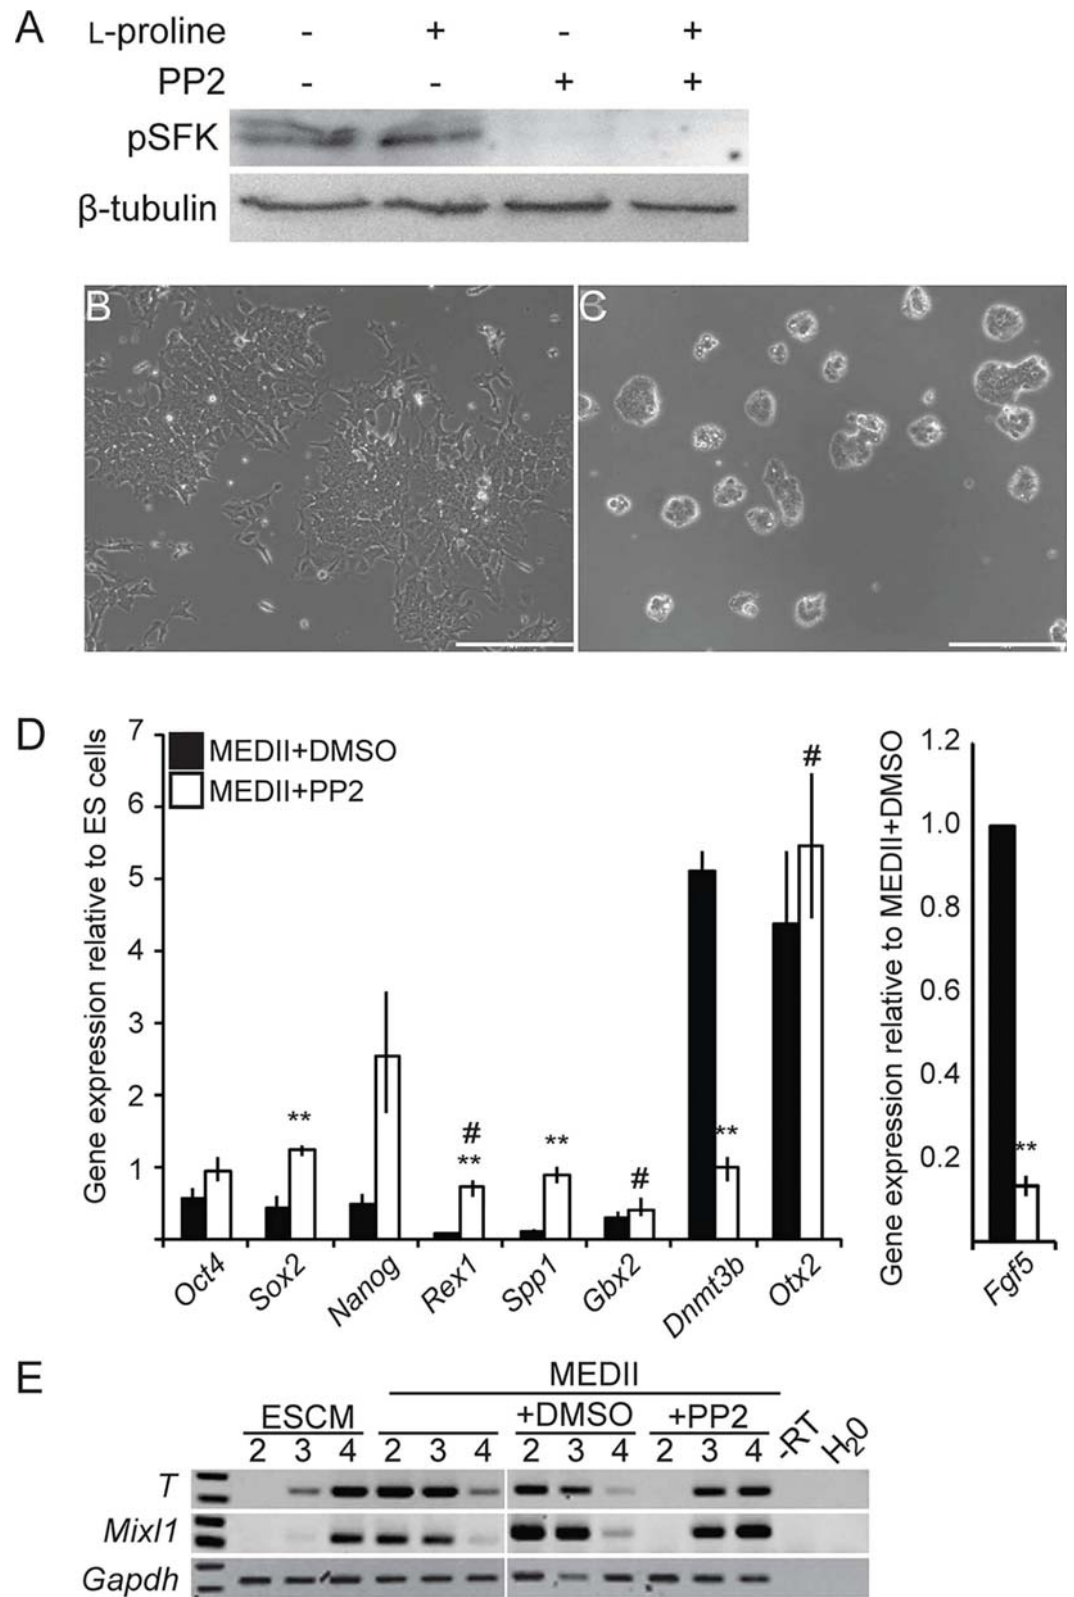 A
L-proline - + - +
PP2 - - + +
pSFK
β-tubulin
B C
D
Gene expression relative to ES cells
7
6
5
4
3
2
1
MEDII+DMSO
MEDII+PP2
**
#
**
**
#
**
#
Oct4 Sox2 Nanog Rex1 Spp1 Gbx2 Dnmt3b Otx2
Gene expression relative to MEDII+DMSO
1.2
1.0
0.8
0.6
0.4
0.2
**
Fgf5
E
MEDII
ESCM +DMSO +PP2 -RT H20
2 3 4 2 3 4 2 3 4 2 3 4
T
Mixl1
Gapdh